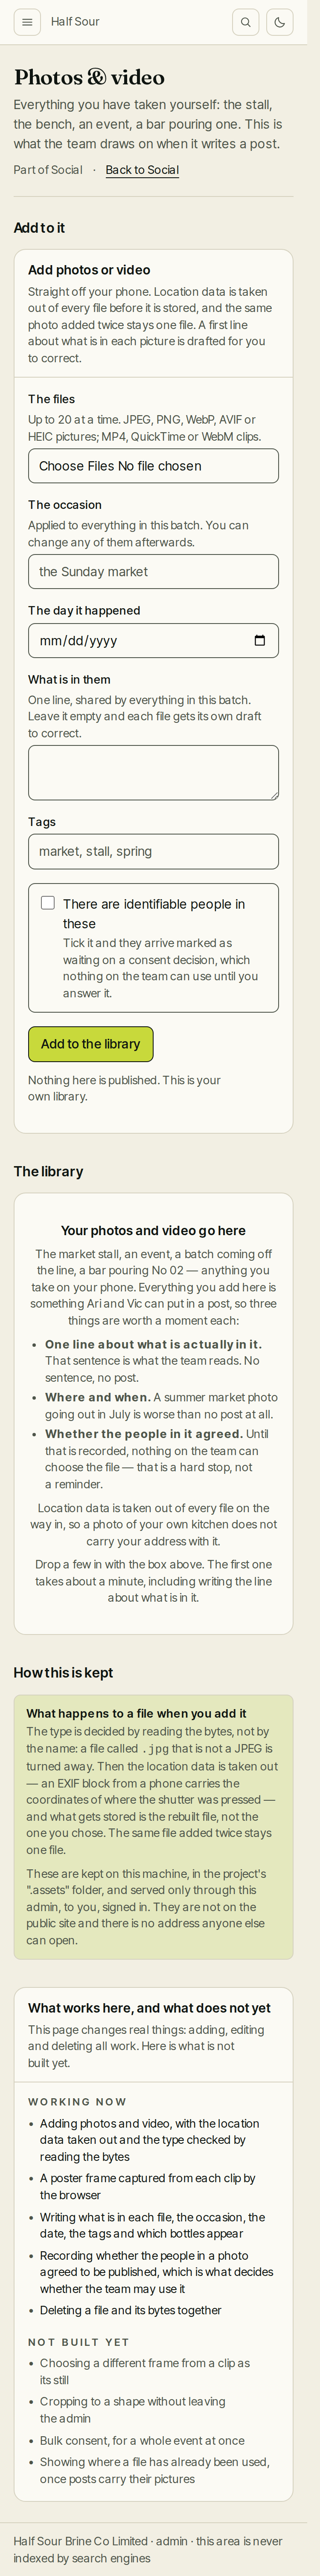 Half Sour
Photos & video
Everything you have taken yourself: the stall,
the bench, an event, a bar pouring one. This is
what the team draws on when it writes a post.
Part of Social · Back to Social
Add to it
Add photos or video
Straight off your phone. Location data is taken
out of every file before it is stored, and the same
photo added twice stays one file. A first line
about what is in each picture is drafted for you
to correct.
The files
Up to 20 at a time. JPEG, PNG, WebP, AVIF or
HEIC pictures; MP4, QuickTime or WebM clips.
Choose Files No file chosen
The occasion
Applied to everything in this batch. You can
change any of them afterwards.
the Sunday market
The day it happened
mm/dd/yyyy
What is in them
One line, shared by everything in this batch.
Leave it empty and each file gets its own draft
to correct.
Tags
market, stall, spring
There are identifiable people in
these
Tick it and they arrive marked as
waiting on a consent decision, which
nothing on the team can use until you
answer it.
Add to the library
Nothing here is published. This is your
own library.
The library
Your photos and video go here
The market stall, an event, a batch coming off
the line, a bar pouring No 02 — anything you
take on your phone. Everything you add here is
something Ari and Vic can put in a post, so three
things are worth a moment each:
• One line about what is actually in it.
That sentence is what the team reads. No
sentence, no post.
• Where and when. A summer market photo
going out in July is worse than no post at all.
• Whether the people in it agreed. Until
that is recorded, nothing on the team can
choose the file — that is a hard stop, not
a reminder.
Location data is taken out of every file on the
way in, so a photo of your own kitchen does not
carry your address with it.
Drop a few in with the box above. The first one
takes about a minute, including writing the line
about what is in it.
How this is kept
What happens to a file when you add it
The type is decided by reading the bytes, not by
the name: a file called .jpg that is not a JPEG is
turned away. Then the location data is taken out
— an EXIF block from a phone carries the
coordinates of where the shutter was pressed —
and what gets stored is the rebuilt file, not the
one you chose. The same file added twice stays
one file.
These are kept on this machine, in the project's
".assets" folder, and served only through this
admin, to you, signed in. They are not on the
public site and there is no address anyone else
can open.
What works here, and what does not yet
This page changes real things: adding, editing
and deleting all work. Here is what is not
built yet.
WORKING NOW
• Adding photos and video, with the location
data taken out and the type checked by
reading the bytes
• A poster frame captured from each clip by
the browser
• Writing what is in each file, the occasion, the
date, the tags and which bottles appear
• Recording whether the people in a photo
agreed to be published, which is what decides
whether the team may use it
• Deleting a file and its bytes together
NOT BUILT YET
• Choosing a different frame from a clip as
its still
• Cropping to a shape without leaving
the admin
• Bulk consent, for a whole event at once
• Showing where a file has already been used,
once posts carry their pictures
Half Sour Brine Co Limited · admin · this area is never
indexed by search engines